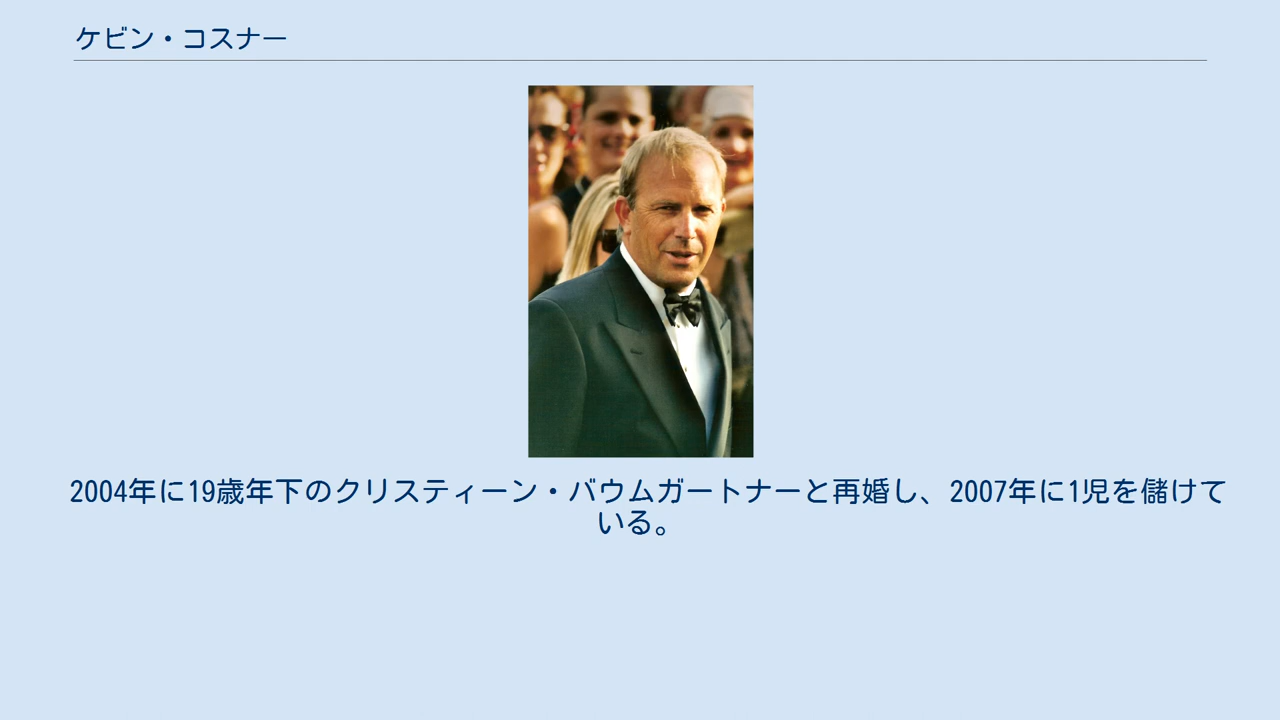 ケビン・コスナー
2004年に19歳年下のクリスティーン・バウムガートナーと再婚し、2007年に1児を儲けて
いる。